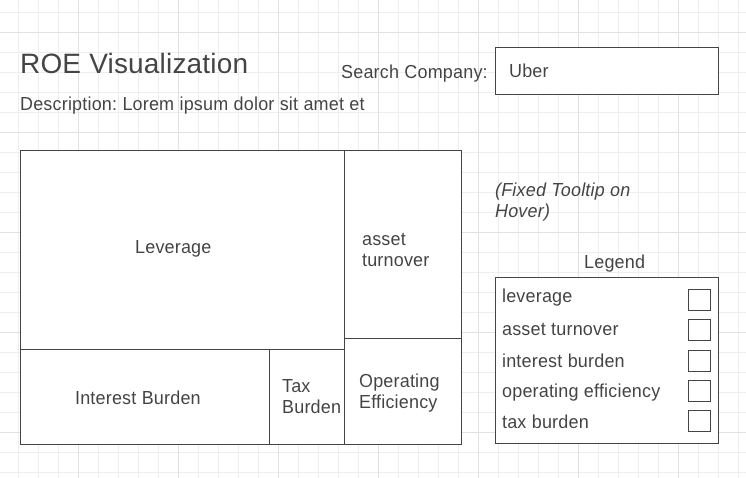 ROE Visualization
Search Company:
Uber
Description: Lorem ipsum dolor sit amet et
Leverage
asset
turnover
Interest Burden
Tax
Burden
Operating
Efficiency
(Fixed Tooltip on
Hover)
Legend
leverage
asset turnover
interest burden
operating efficiency
tax burden